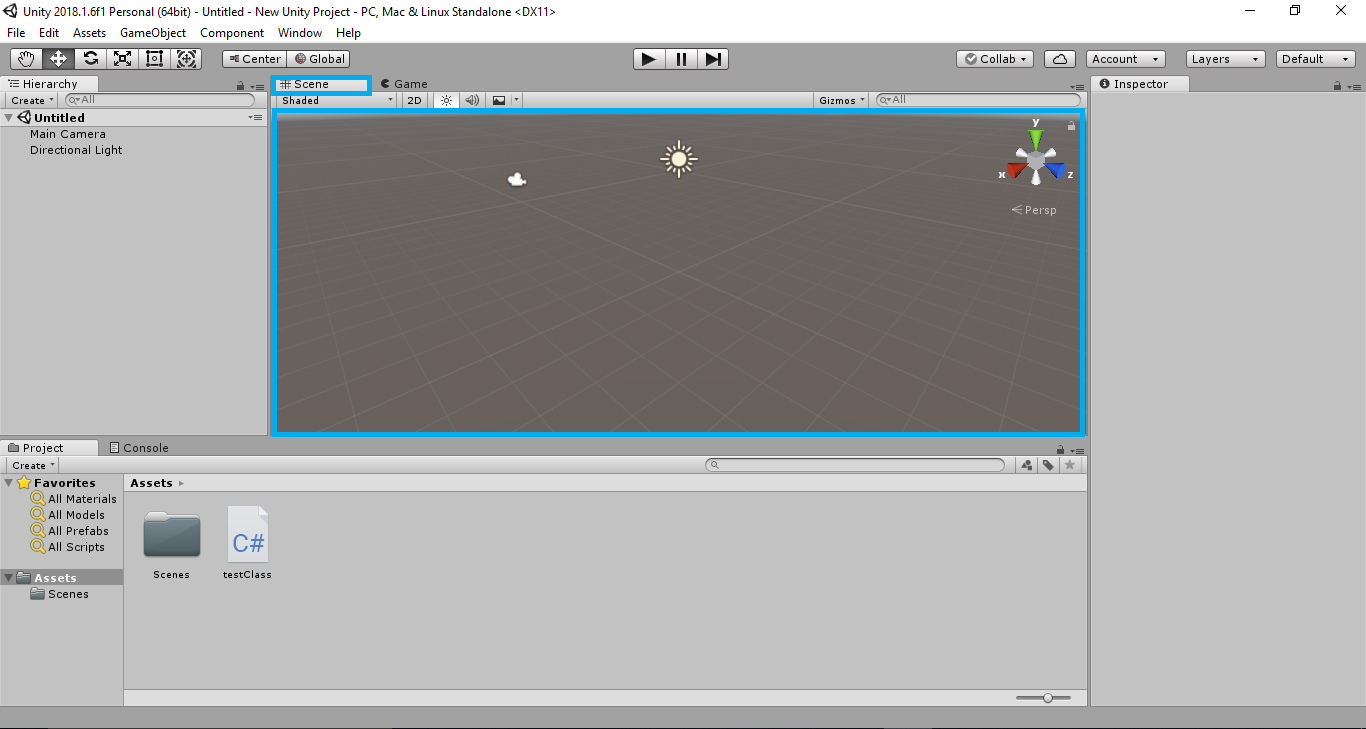 Unity 2018.1.6f1 Personal (64bit) - Untitled - New Unity Project - PC, Mac & Linux Standalone <DX11>
File Edit Assets GameObject Component Window Help
Center Global Collab Account Layers Default
Hierarchy
Create All
Untitled
Main Camera
Directional Light
Scene Game
Shaded 2D Gizmos All
y
x z
Persp
Inspector
Project Console
Create
Favorites
All Materials
All Models
All Prefabs
All Scripts
Assets
Scenes
Assets
C#
Scenes testClass